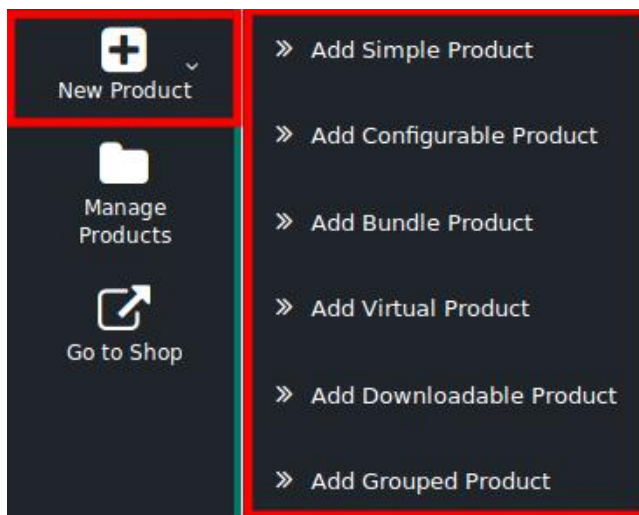 New Product
Manage
Products
Go to Shop
Add Simple Product
Add Configurable Product
Add Bundle Product
Add Virtual Product
Add Downloadable Product
Add Grouped Product